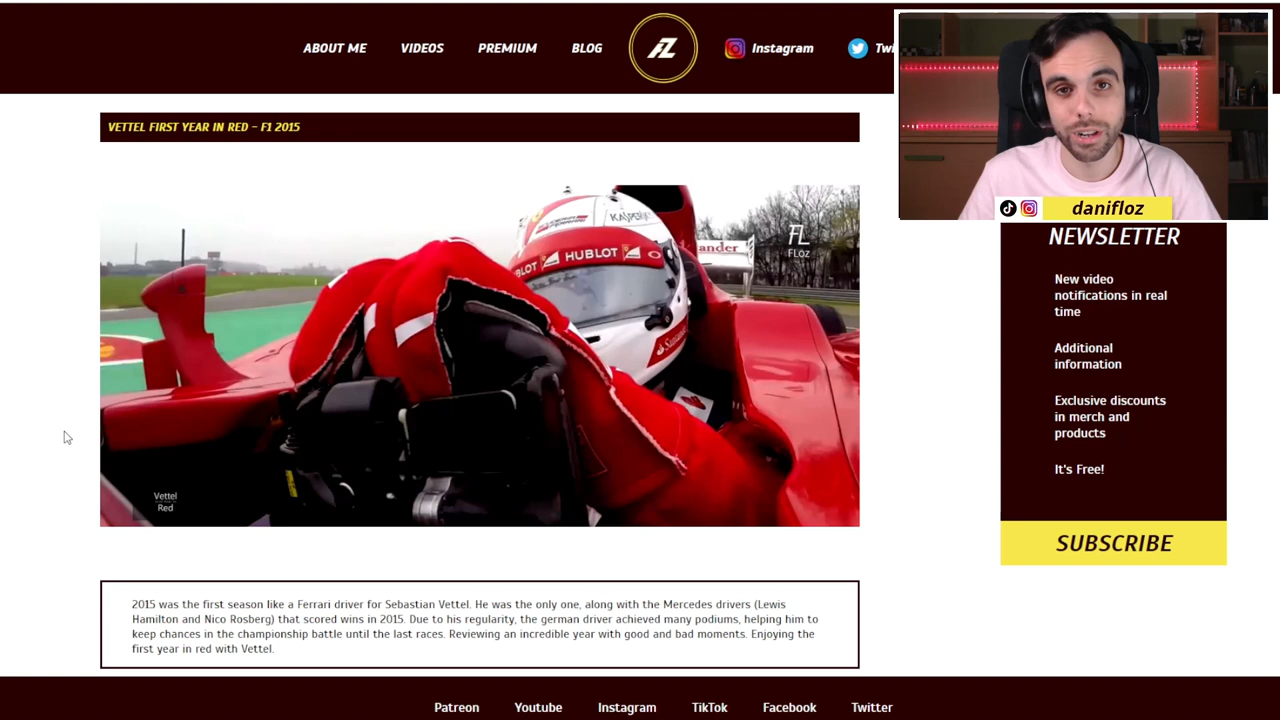 ABOUT ME
VIDEOS
PREMIUM
BLOG
FZ
Instagram
VETTEL FIRST YEAR IN RED – F1 2015
KASPERSKY
HUBLOT
HUBLOT
Santander
ander
FL
FLoz
Vettel
Red
danifloz
NEWSLETTER
New video
notifications in real
time
Additional
information
Exclusive discounts
in merch and
products
It's Free!
SUBSCRIBE
2015 was the first season like a Ferrari driver for Sebastian Vettel. He was the only one, along with the Mercedes drivers (Lewis
Hamilton and Nico Rosberg) that scored wins in 2015. Due to his regularity, the german driver achieved many podiums, helping him to
keep chances in the championship battle until the last races. Reviewing an incredible year with good and bad moments. Enjoying the
first year in red with Vettel.
Patreon
Youtube
Instagram
TikTok
Facebook
Twitter